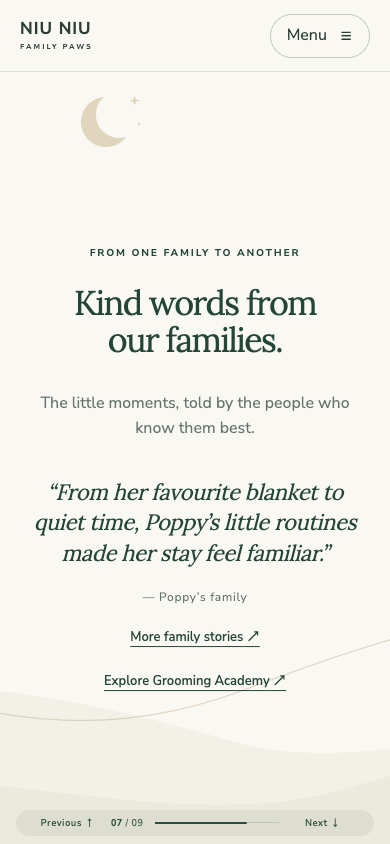 NIU NIU
FAMILY PAWS
Menu ≡
FROM ONE FAMILY TO ANOTHER
Kind words from
our families.
The little moments, told by the people who
know them best.
“From her favourite blanket to
quiet time, Poppy’s little routines
made her stay feel familiar.”
— Poppy’s family
More family stories ↗
Explore Grooming Academy ↗
Previous ↑ 07 / 09 Next ↓